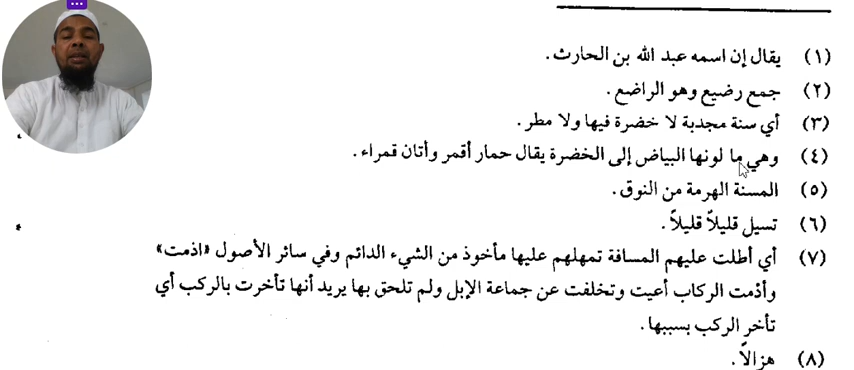 (١) يقال إن اسمه عبد الله بن الحارث.
(٢) جمع رضيع وهو الراضع.
(٣) أي سنة مجدبة لا خضرة فيها ولا مطر.
(٤) وهي ما لونها البياض إلى الخضرة يقال حمار أقمر وأتان قمراء.
(٥) المسنة الهرمة من النوق.
(٦) تسيل قليلاً قليلاً.
(٧) أي أطلت عليهم المسافة تمهلهم عليها مأخوذ من الشيء الدائم وفي سائر الأصول «اذمت»
وأذمت الركاب أعيت وتخلفت عن جماعة الإبل ولم تلحق بها يريد أنها تأخرت بالركب أي
تأخر الركب بسببها.
(٨) هزالاً.